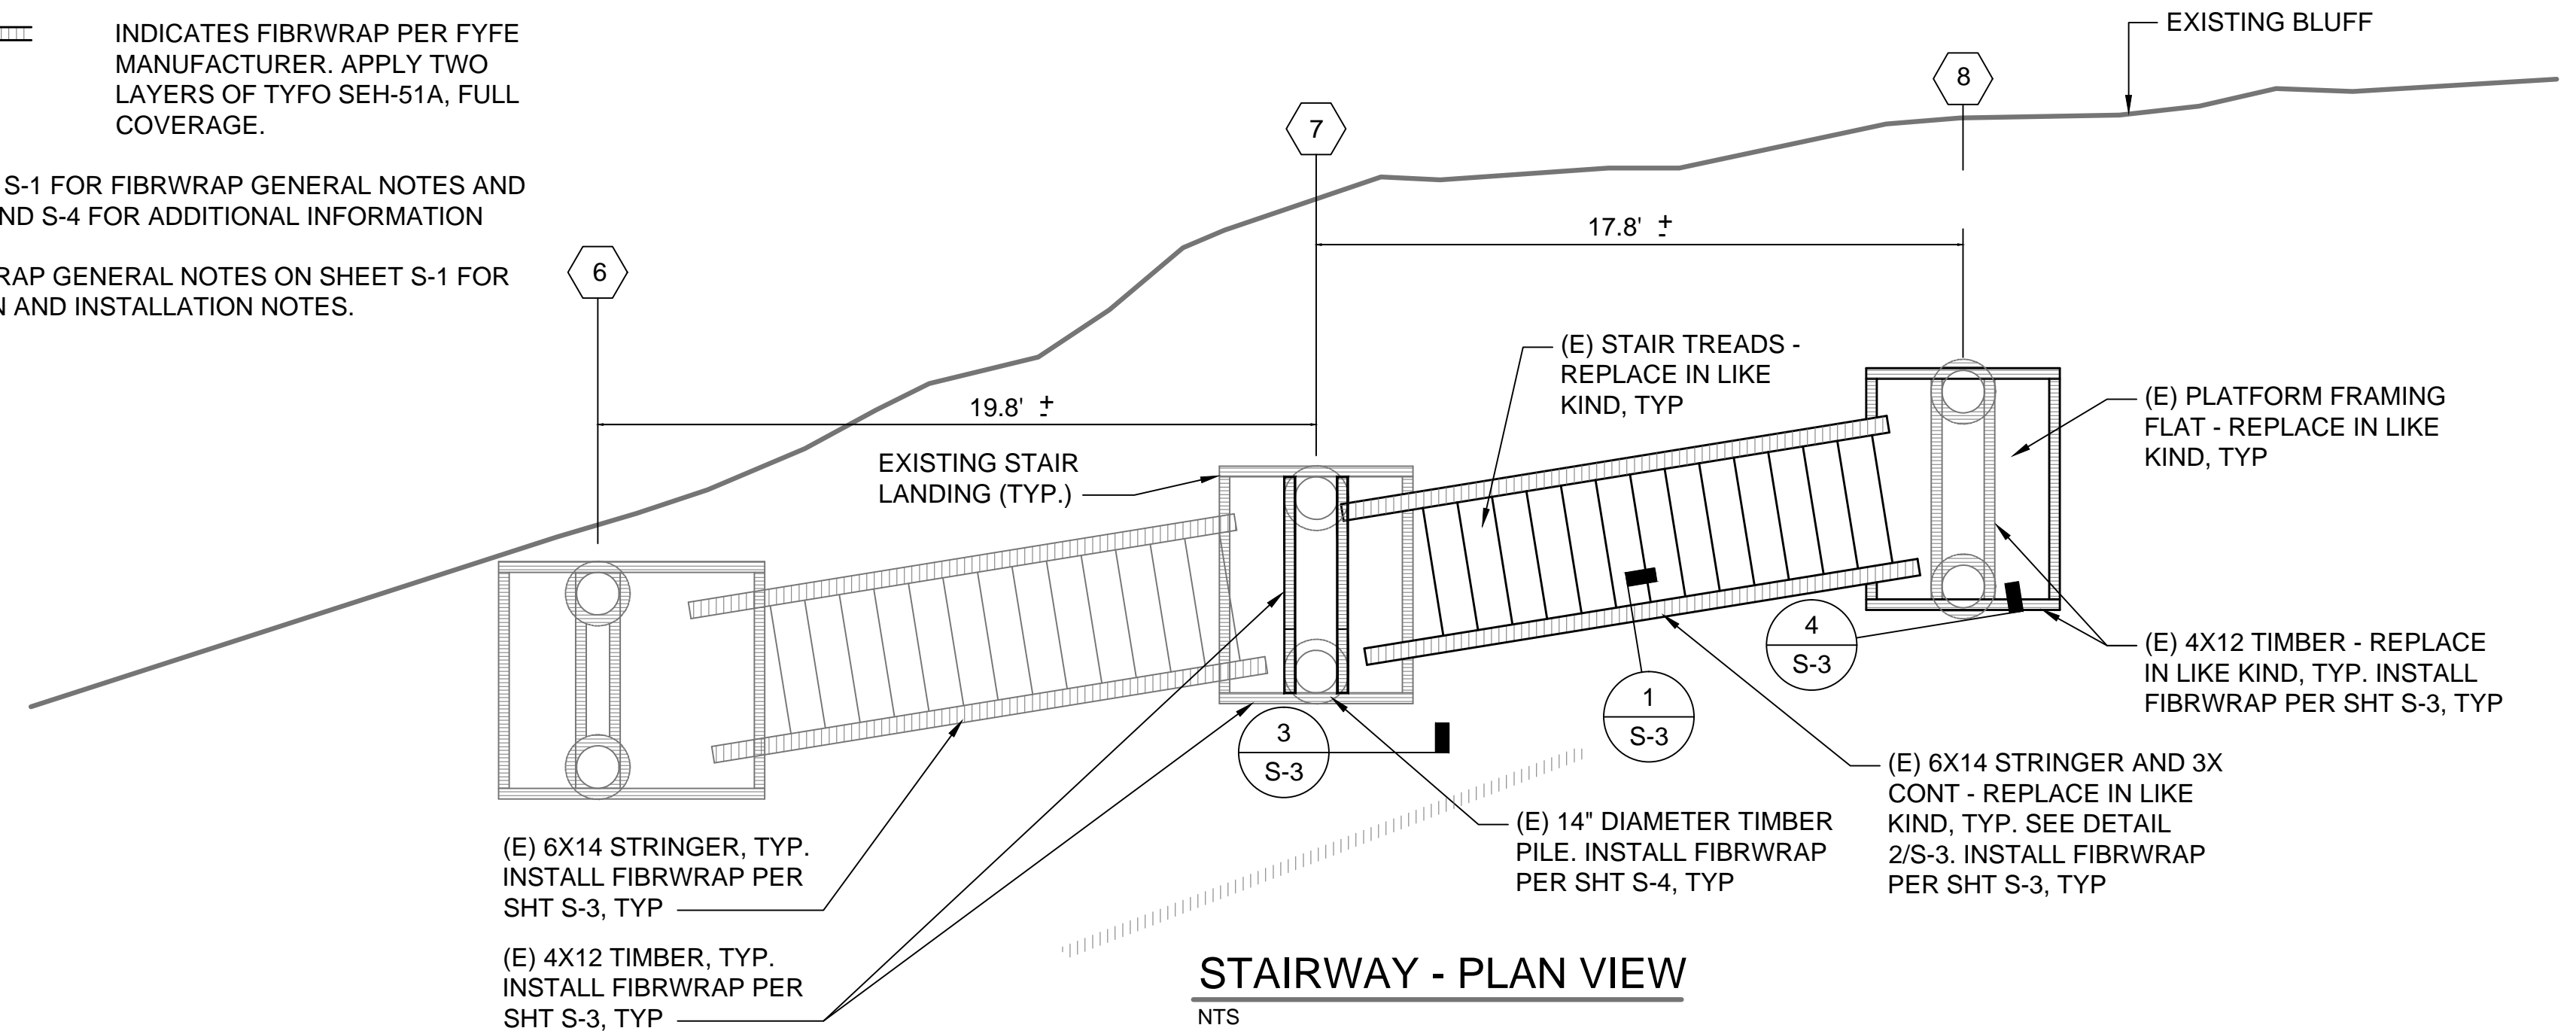 INDICATES FIBRWRAP PER FYFE
MANUFACTURER. APPLY TWO
LAYERS OF TYFO SEH-51A, FULL
COVERAGE.
S-1 FOR FIBRWRAP GENERAL NOTES AND
ND S-4 FOR ADDITIONAL INFORMATION
RAP GENERAL NOTES ON SHEET S-1 FOR
N AND INSTALLATION NOTES.
EXISTING BLUFF
8
7
6
17.8' ±
19.8' ±
(E) STAIR TREADS -
REPLACE IN LIKE
KIND, TYP
(E) PLATFORM FRAMING
FLAT - REPLACE IN LIKE
KIND, TYP
EXISTING STAIR
LANDING (TYP.)
4
S-3
1
S-3
3
S-3
(E) 4X12 TIMBER - REPLACE
IN LIKE KIND, TYP. INSTALL
FIBRWRAP PER SHT S-3, TYP
(E) 6X14 STRINGER AND 3X
CONT - REPLACE IN LIKE
KIND, TYP. SEE DETAIL
2/S-3. INSTALL FIBRWRAP
PER SHT S-3, TYP
(E) 14" DIAMETER TIMBER
PILE. INSTALL FIBRWRAP
PER SHT S-4, TYP
(E) 6X14 STRINGER, TYP.
INSTALL FIBRWRAP PER
SHT S-3, TYP
(E) 4X12 TIMBER, TYP.
INSTALL FIBRWRAP PER
SHT S-3, TYP
STAIRWAY - PLAN VIEW
NTS